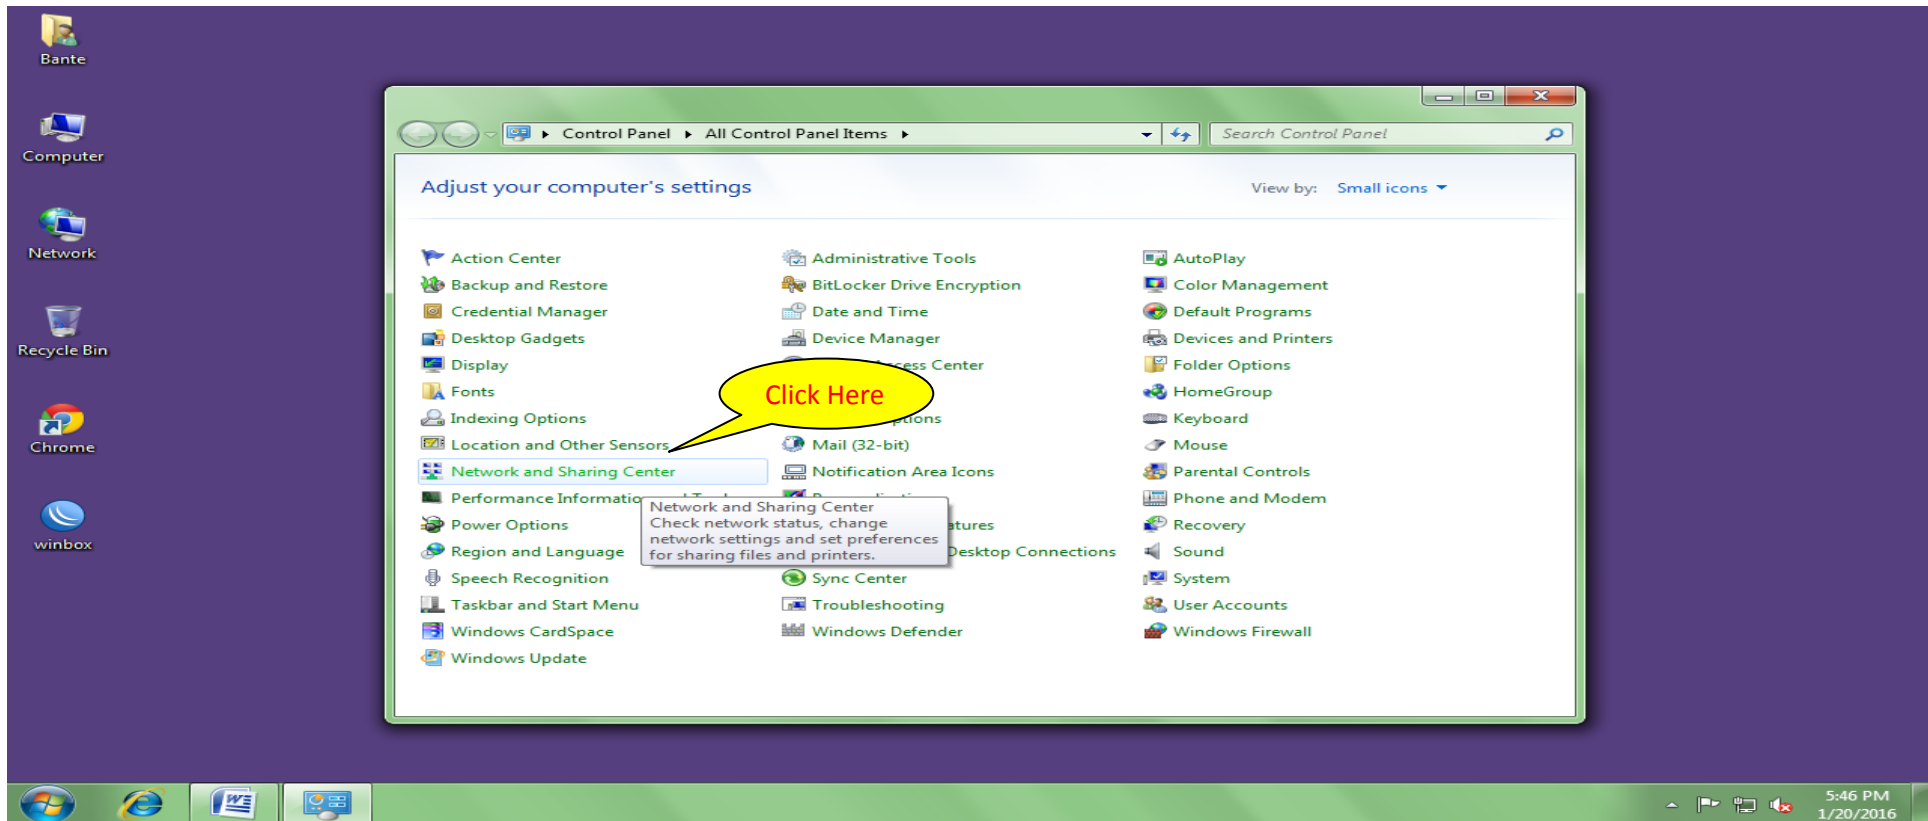 Bante
Computer
Network
Recycle Bin
Chrome
winbox
Control Panel
All Control Panel Items
Search Control Panel
Adjust your computer's settings
View by: Small icons
Action Center
Administrative Tools
AutoPlay
Backup and Restore
BitLocker Drive Encryption
Color Management
Credential Manager
Date and Time
Default Programs
Desktop Gadgets
Device Manager
Devices and Printers
Display
Center
Folder Options
Fonts
Click Here
HomeGroup
Indexing Options
Keyboard
Location and Other Sensors
Mail (32-bit)
Mouse
Network and Sharing Center
Notification Area Icons
Parental Controls
Performance
Phone and Modem
Network and Sharing Center
Check network status, change
network settings and set preferences
for sharing files and printers.
Power Options
Recovery
Region and Language
Desktop Connections
Sound
Speech Recognition
Sync Center
System
Taskbar and Start Menu
Troubleshooting
User Accounts
Windows CardSpace
Windows Defender
Windows Firewall
Windows Update
5:46 PM
1/20/2016